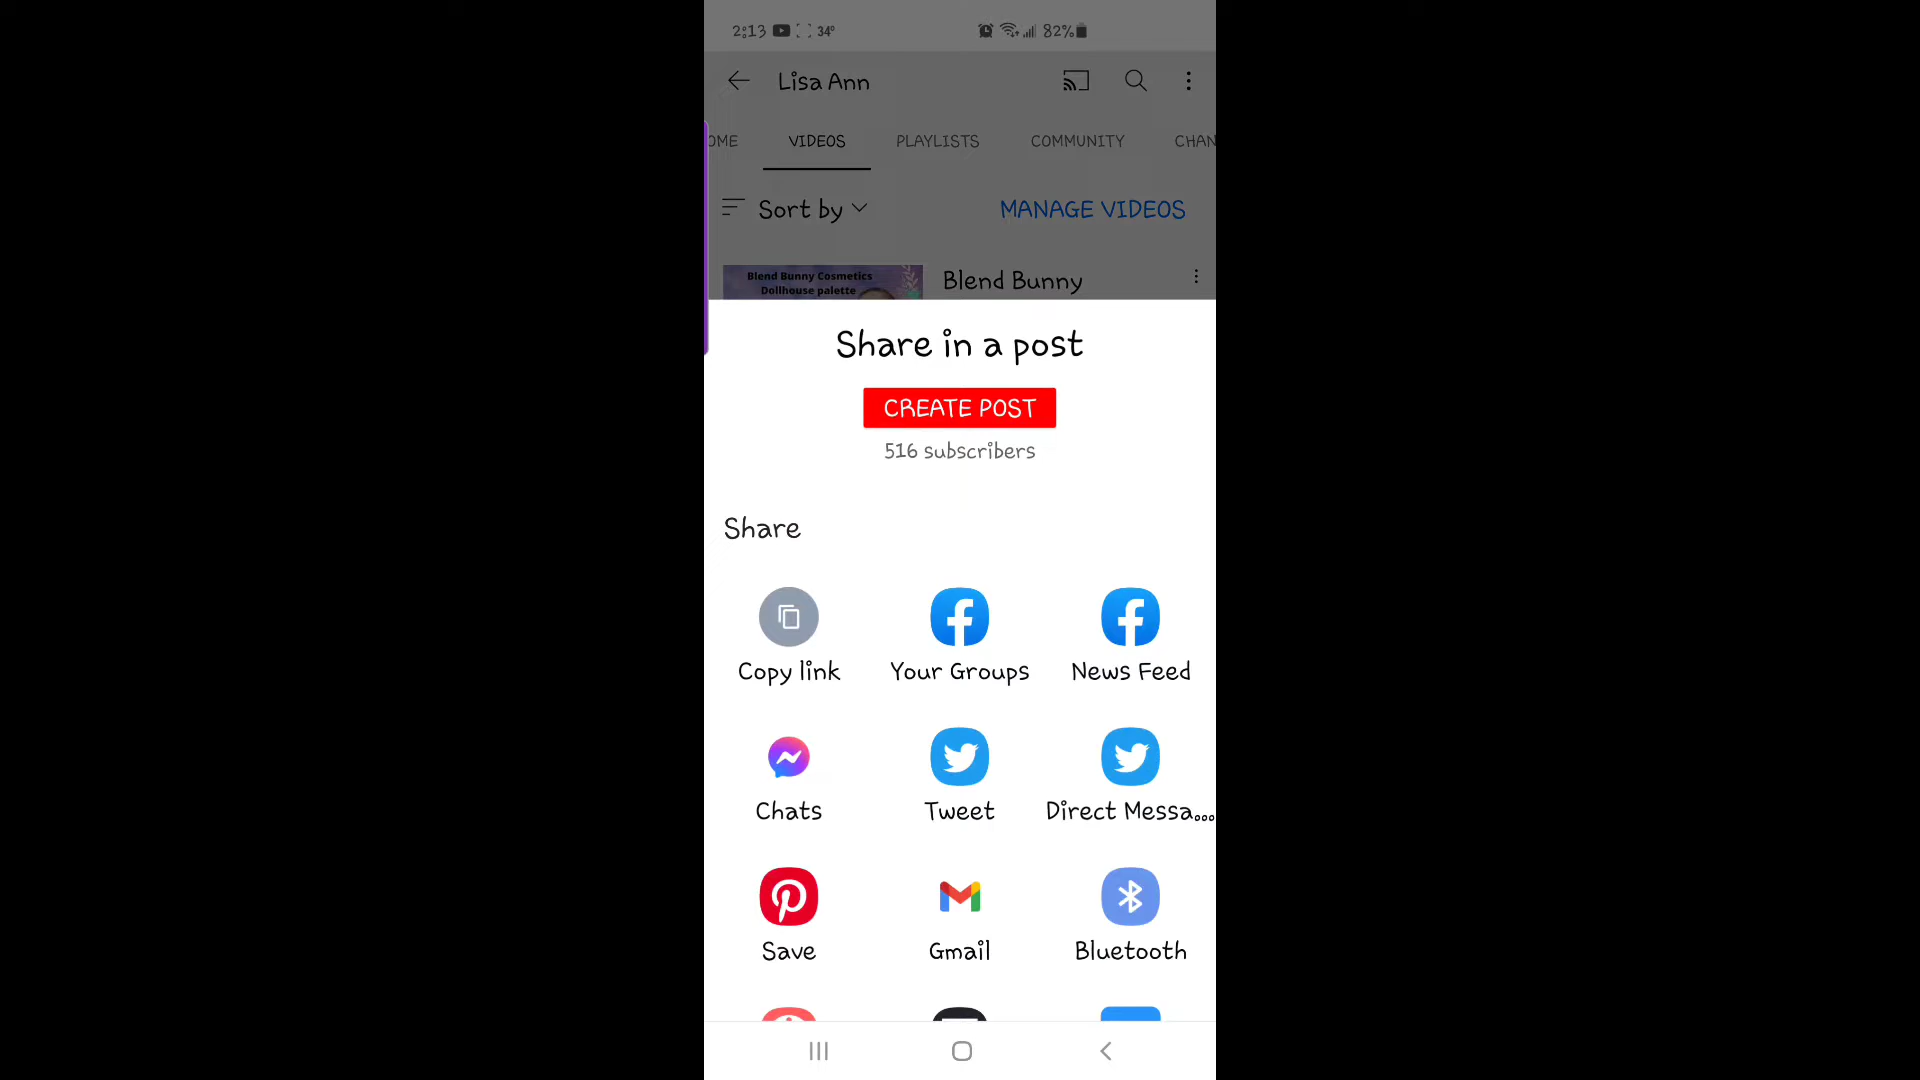 2:13 34°
82%
Lisa Ann
OME VIDEOS PLAYLISTS COMMUNITY CHAN
Sort by MANAGE VIDEOS
Blend Bunny Cosmetics
Dollhouse palette
Blend Bunny
Share in a post
CREATE POST
516 subscribers
Share
Copy link Your Groups News Feed
Chats Tweet Direct Messa...
Save Gmail Bluetooth